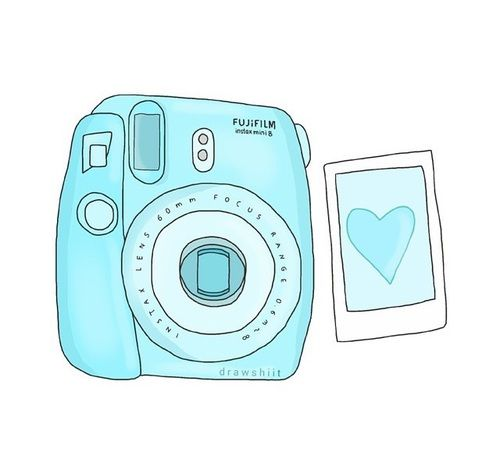 FUJiFILM
instax mini 8
INSTAX LENS 60mm FOCUS RANGE 0.6m~∞
drawshiit